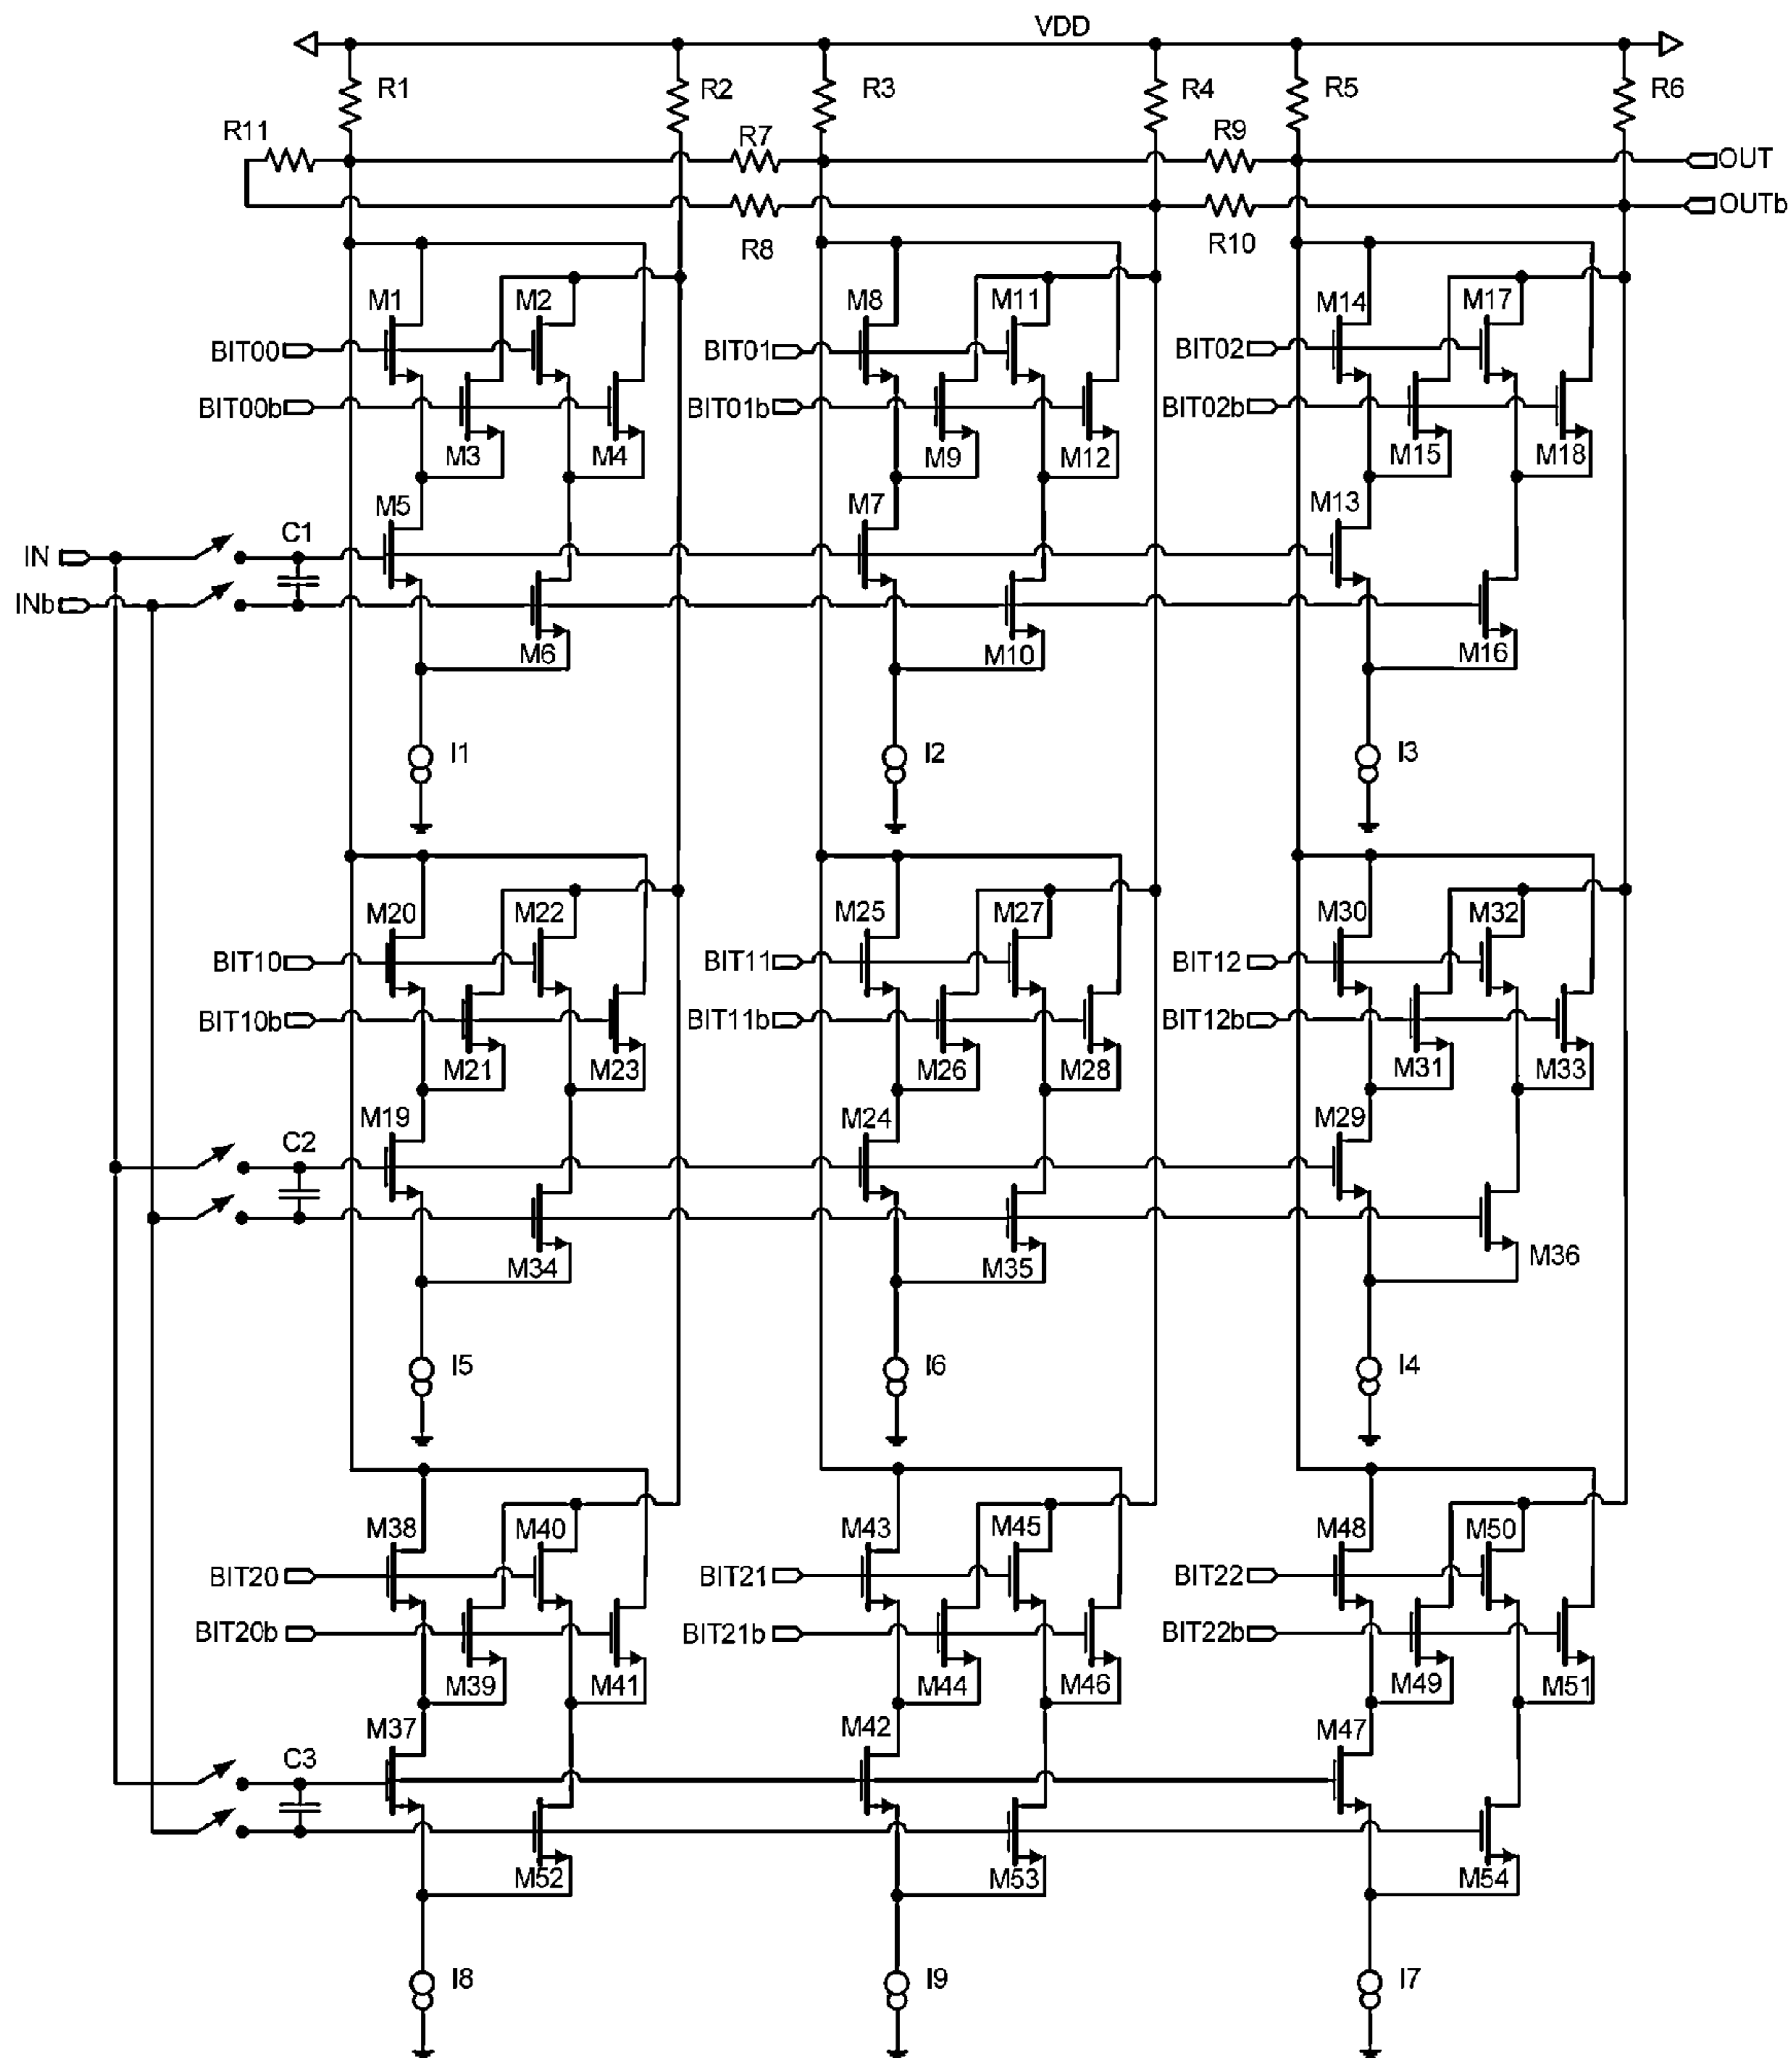 VDD
R1 R2 R3 R4 R5 R6
R11 R7 R9
OUT
OUTb
R8 R10
M1 M2 M8 M11 M14 M17
BIT00 BIT01 BIT02
BIT00b BIT01b BIT02b
M3 M4 M9 M12 M15 M18
M5 M7 M13
C1
IN
INb
M6 M10 M16
I1 I2 I3
M20 M22 M25 M27 M30 M32
BIT10 BIT11 BIT12
BIT10b BIT11b BIT12b
M21 M23 M26 M28 M31 M33
M19 M24 M29
C2
M34 M35 M36
I5 I6 I4
M38 M40 M43 M45 M48 M50
BIT20 BIT21 BIT22
BIT20b BIT21b BIT22b
M39 M41 M44 M46 M49 M51
M37 M42 M47
C3
M52 M53 M54
I8 I9 I7